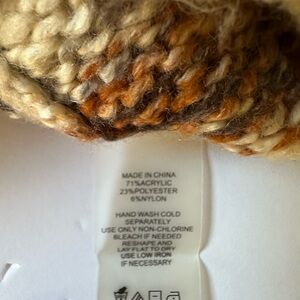 MADE IN CHINA
71%ACRYLIC
23%POLYESTER
6%NYLON
HAND WASH COLD
SEPARATELY
USE ONLY NON-CHLORINE
BLEACH IF NEEDED
RESHAPE AND
LAY FLAT TO DRY
USE LOW IRON
IF NECESSARY